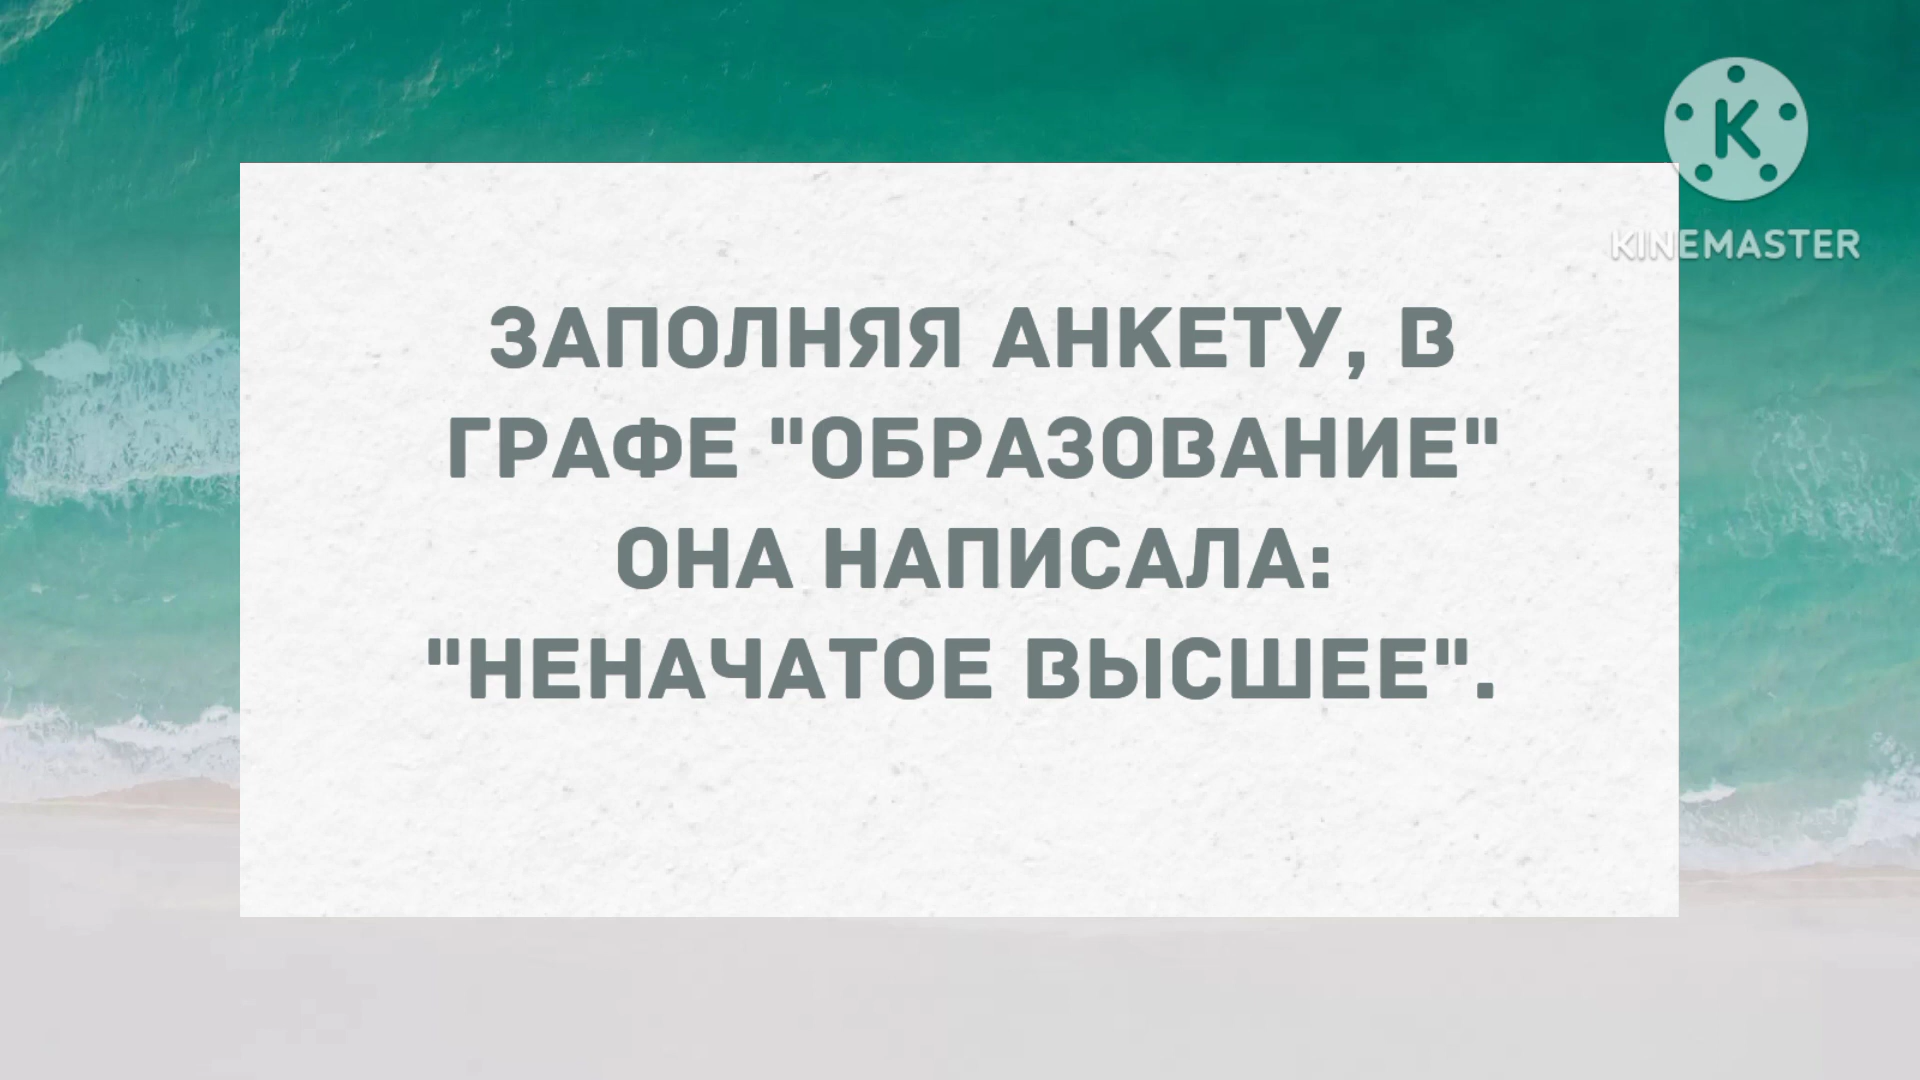 K
KINEMASTER
ЗАПОЛНЯЯ АНКЕТУ, В
ГРАФЕ "ОБРАЗОВАНИЕ"
ОНА НАПИСАЛА:
"НЕНАЧАТОЕ ВЫСШЕЕ".